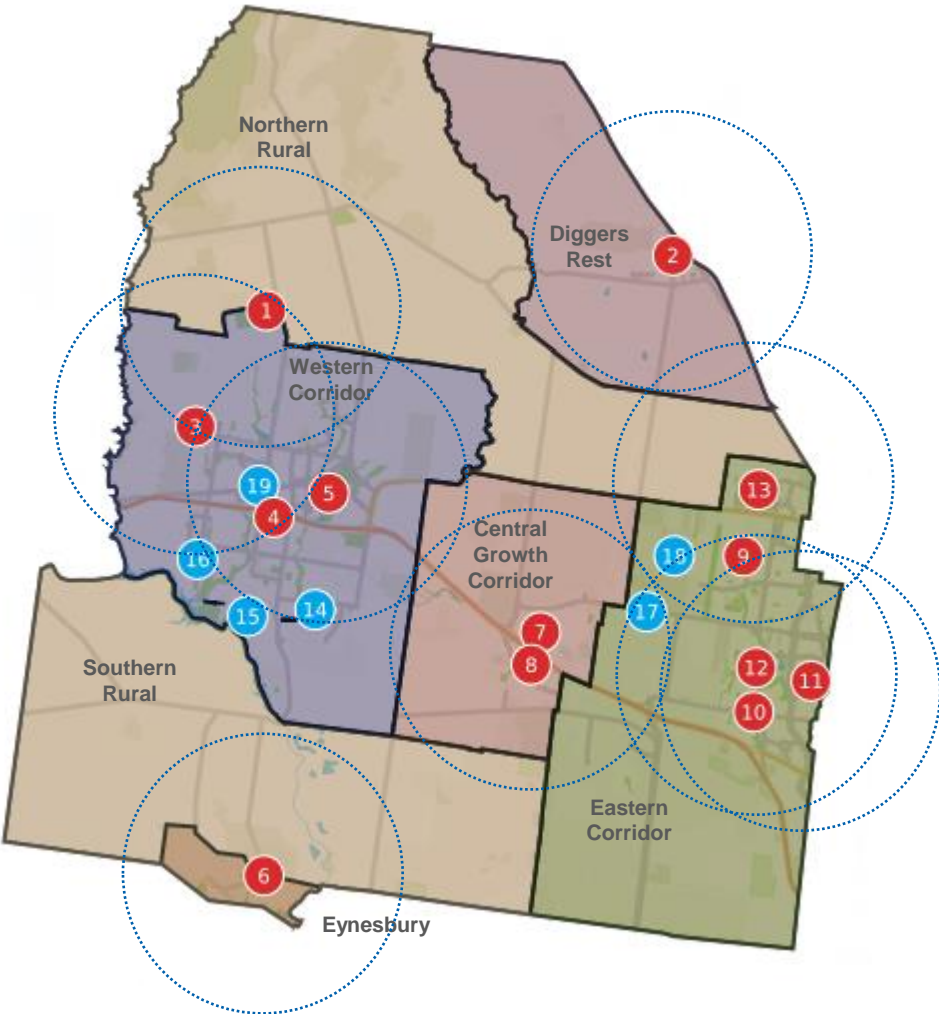 Northern
Rural
Diggers
Rest
2
1
Western
Corridor
3
19
5
4
13
Central
Growth
Corridor
18
9
16
15
14
17
7
8
12
11
10
Southern
Rural
Eastern
Corridor
6
Eynesbury